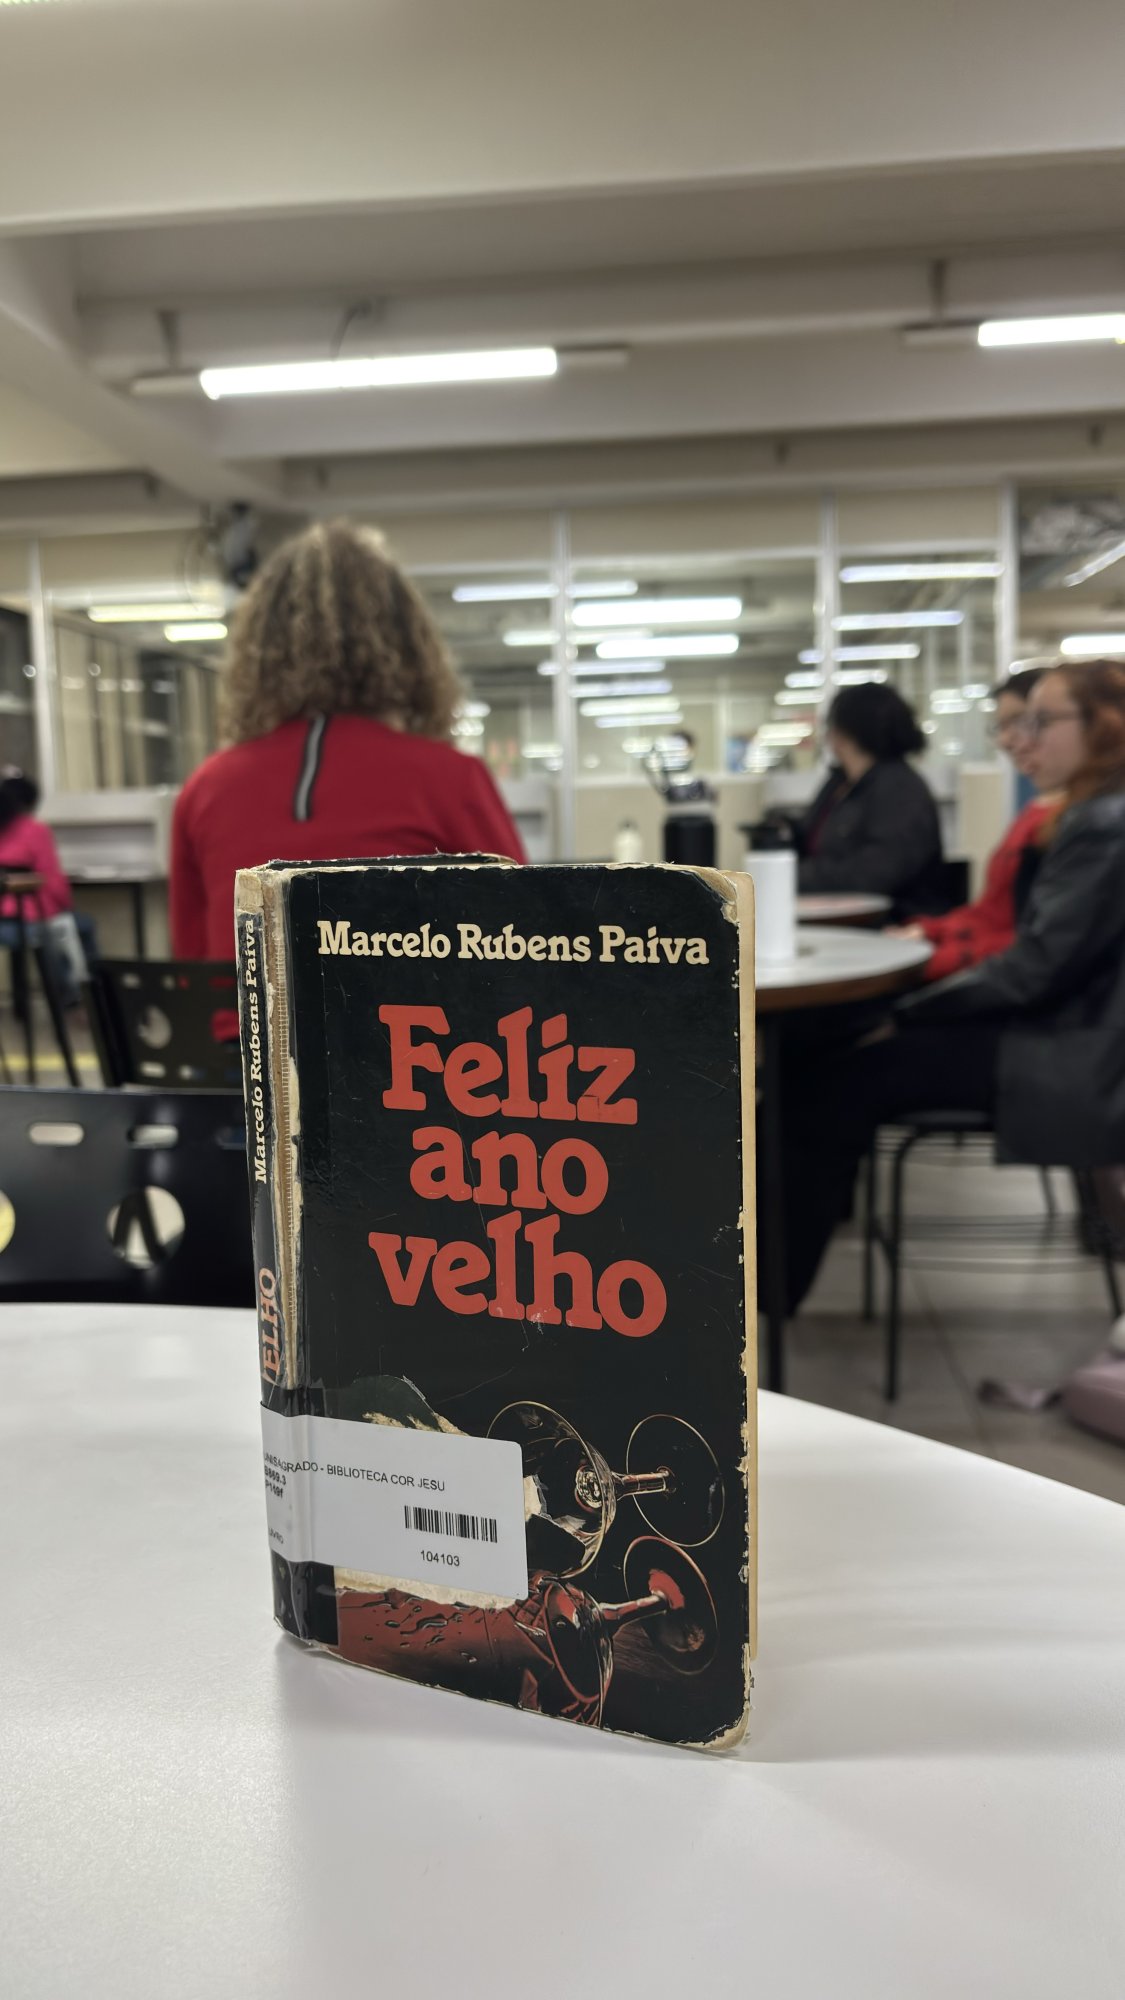 Marcelo Rubens Paiva
Feliz
ano
velho
Marcelo Rubens Paiva
ELHO
UNISAGRADO - BIBLIOTECA COR JESU
104103